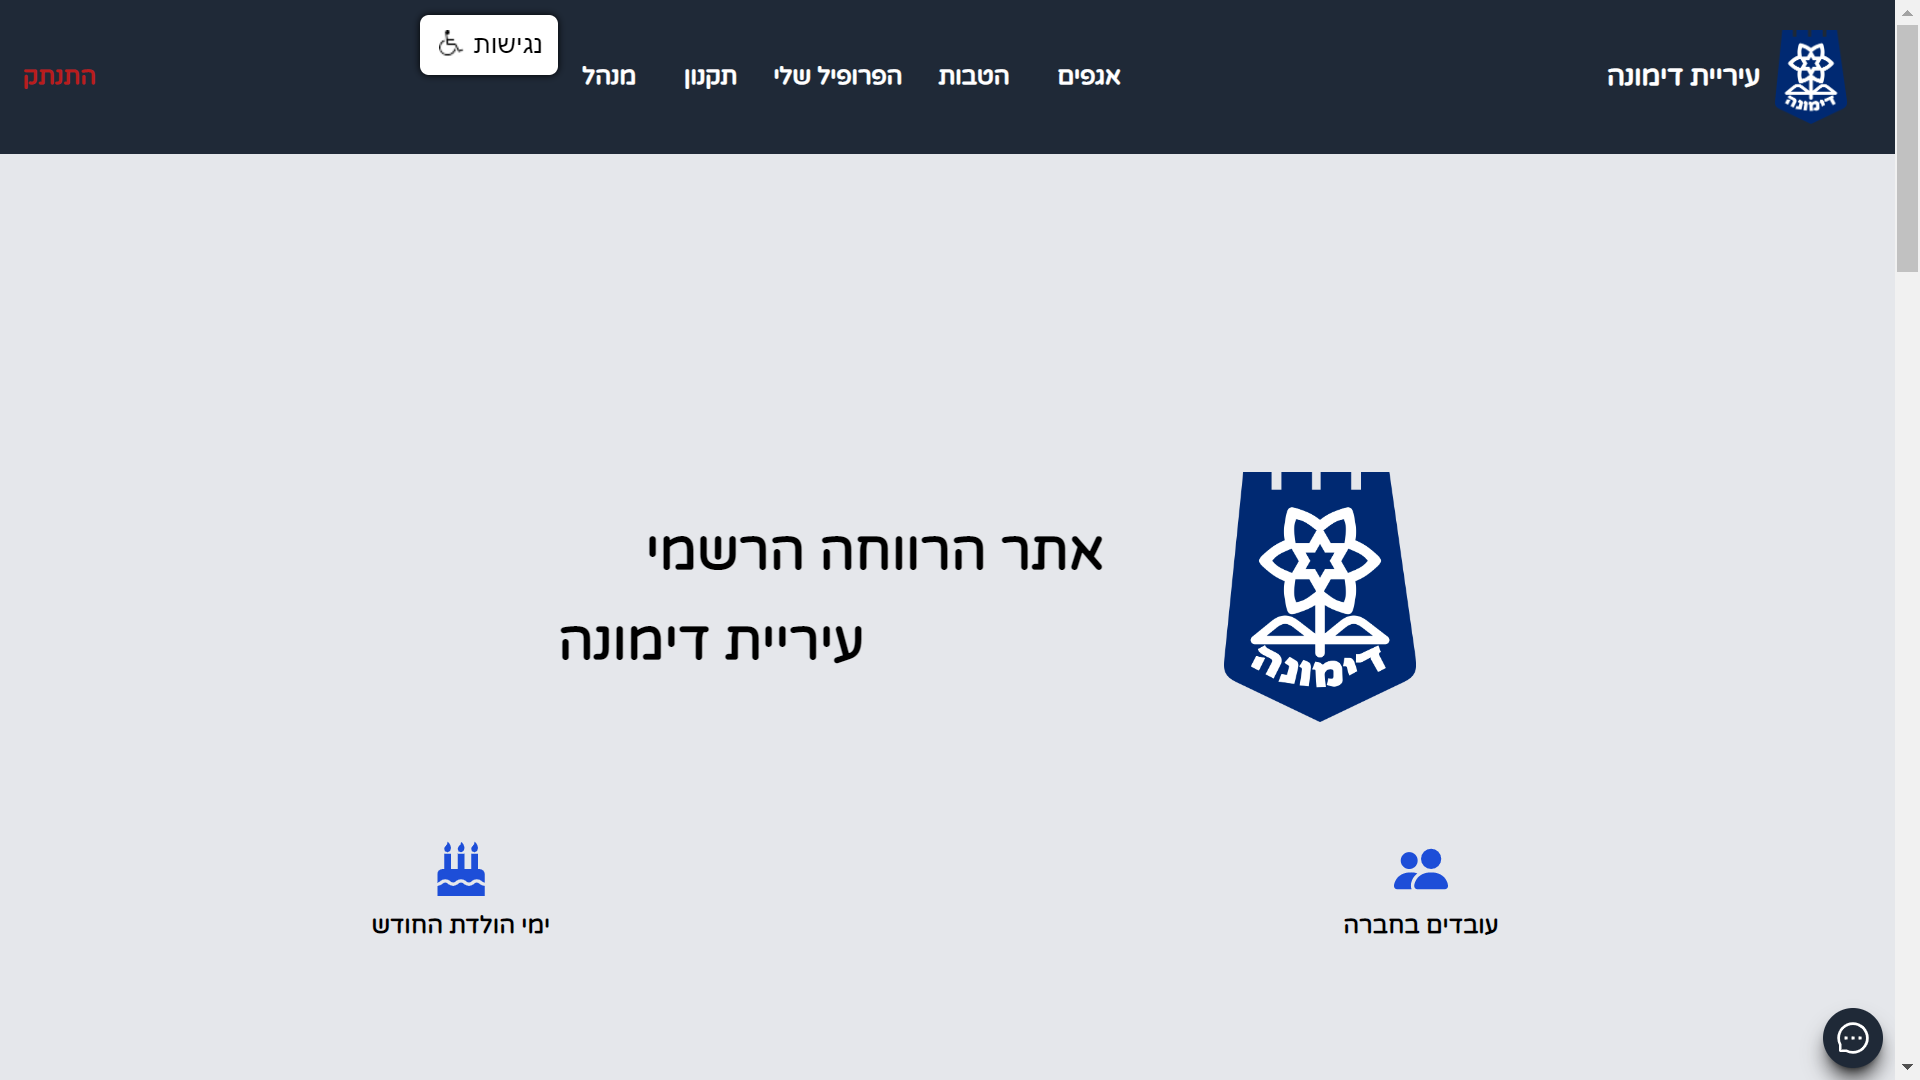 דימונה
עיריית דימונה
אגפים
הטבות
הפרופיל שלי
תקנון
מנהל
נגישות
התנתק
דימונה
אתר הרווחה הרשמי
עיריית דימונה
עובדים בחברה
ימי הולדת החודש